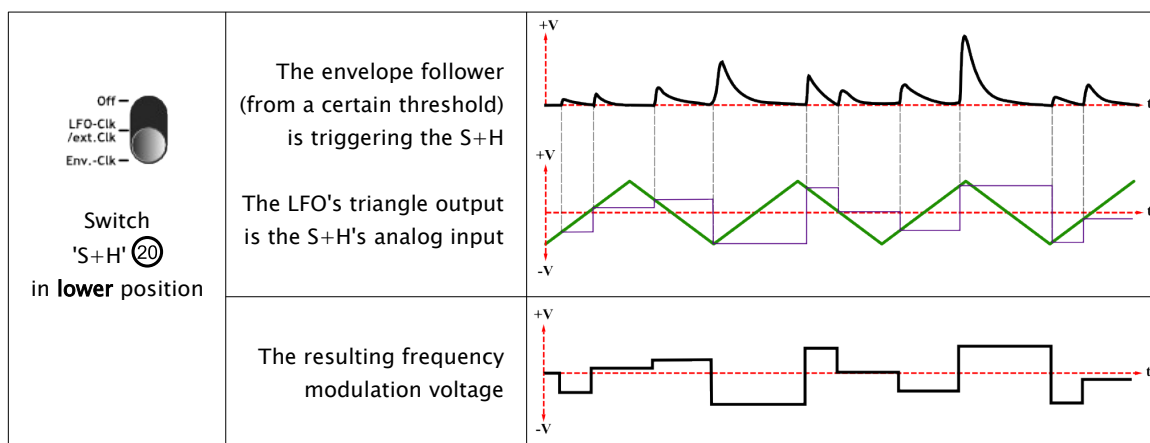 Off
LFO-Clk
/ext.Clk
Env.-Clk
Switch
'S+H' 20
in lower position
The envelope follower
(from a certain threshold)
is triggering the S+H
The LFO's triangle output
is the S+H's analog input
+V
t
+V
t
-V
The resulting frequency
modulation voltage
+V
t
-V